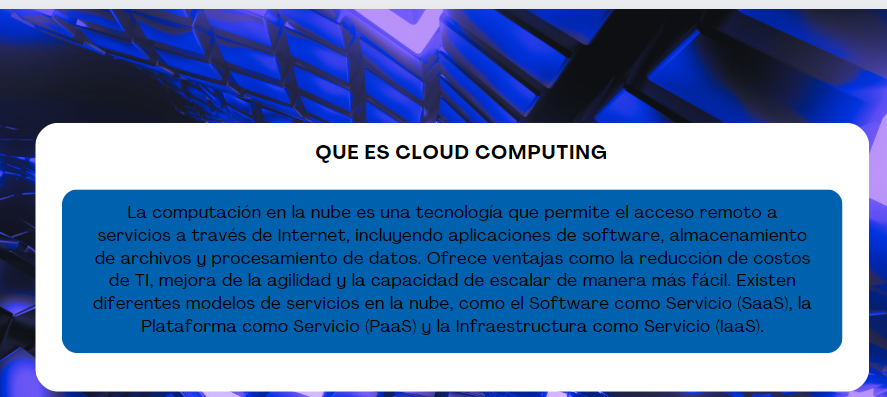 QUE ES CLOUD COMPUTING
La computación en la nube es una tecnología que permite el acceso remoto a
servicios a través de Internet, incluyendo aplicaciones de software, almacenamiento
de archivos y procesamiento de datos. Ofrece ventajas como la reducción de costos
de TI, mejora de la agilidad y la capacidad de escalar de manera más fácil. Existen
diferentes modelos de servicios en la nube, como el Software como Servicio (SaaS), la
Plataforma como Servicio (PaaS) y la Infraestructura como Servicio (IaaS).